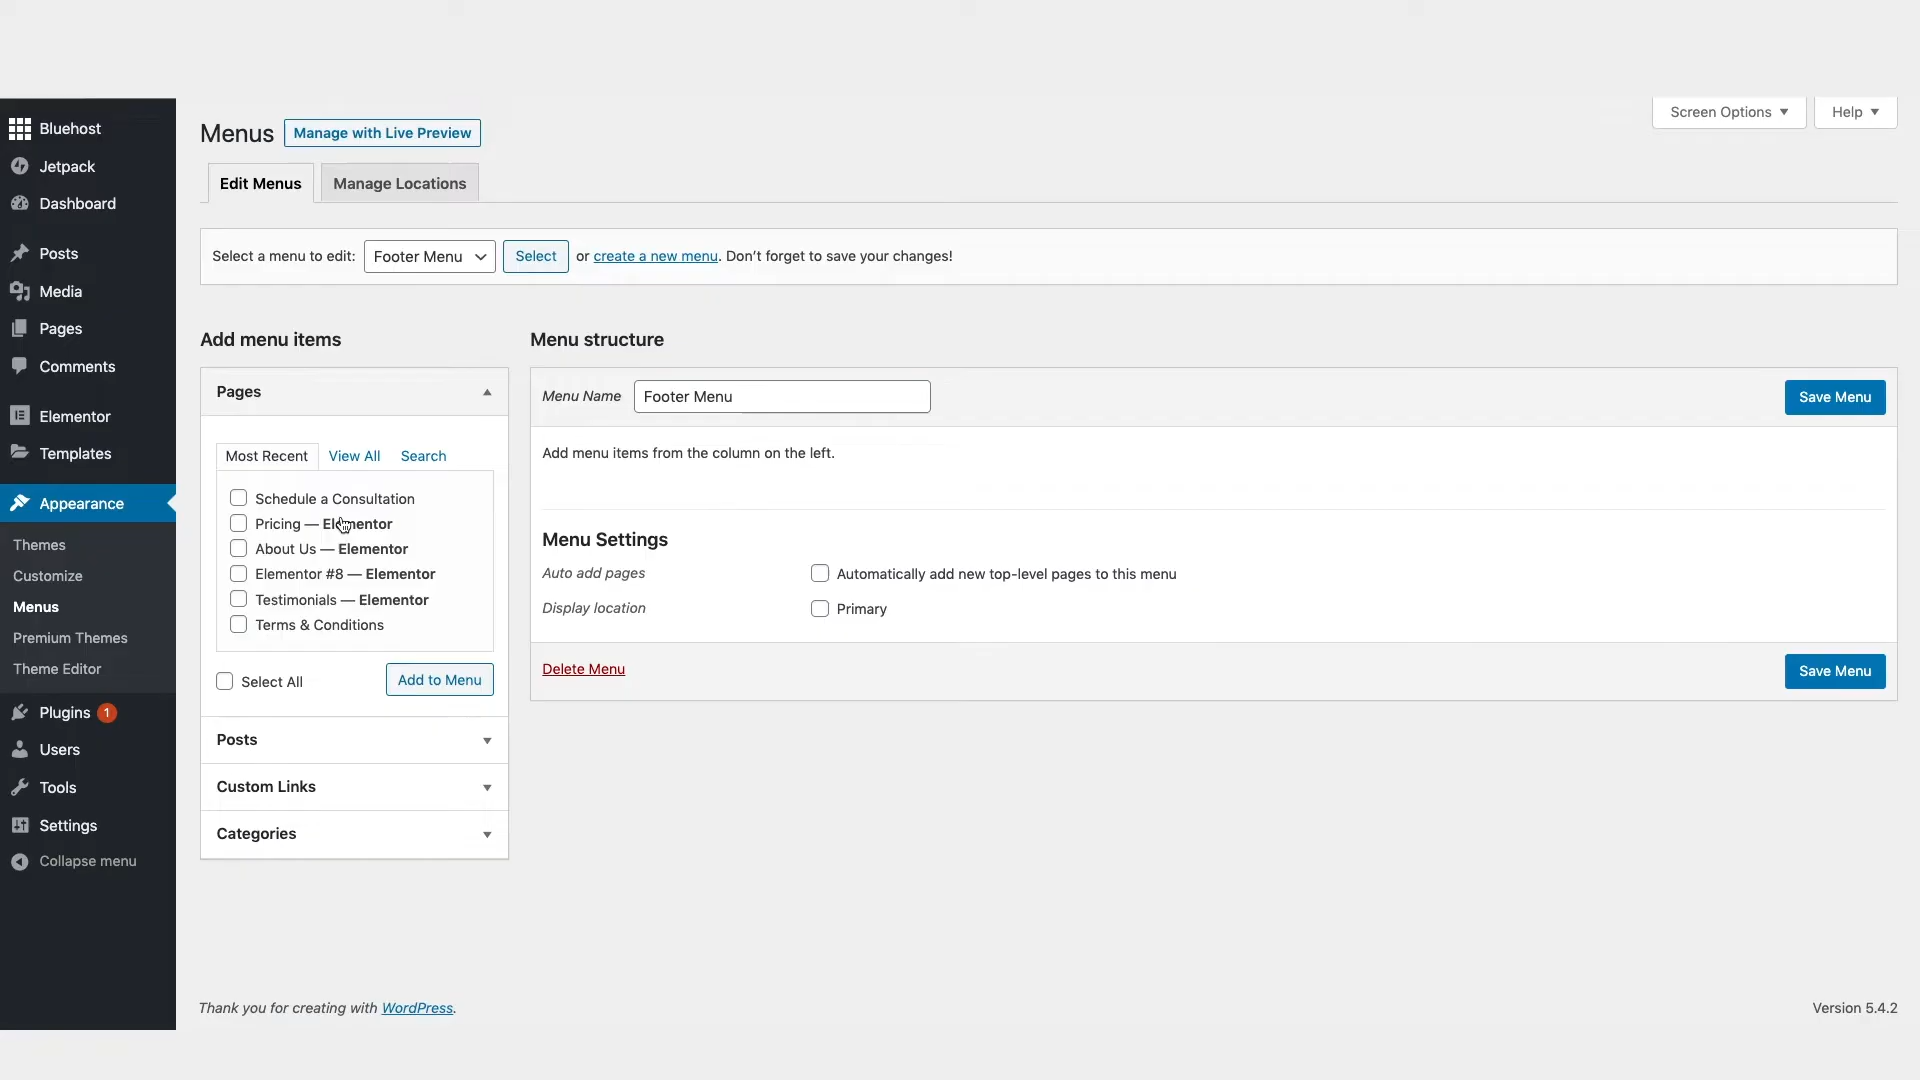 Screen Options
Help
Bluehost
Jetpack
Dashboard
Posts
Media
Pages
Comments
Elementor
Templates
Appearance
Themes
Customize
Menus
Premium Themes
Theme Editor
Plugins 1
Users
Tools
Settings
Collapse menu
Menus Manage with Live Preview
Edit Menus Manage Locations
Select a menu to edit: Footer Menu Select or create a new menu. Don’t forget to save your changes!
Add menu items
Pages
Most Recent View All Search
Schedule a Consultation
Pricing — Elementor
About Us — Elementor
Elementor #8 — Elementor
Testimonials — Elementor
Terms & Conditions
Select All Add to Menu
Posts
Custom Links
Categories
Menu structure
Menu Name Footer Menu Save Menu
Add menu items from the column on the left.
Menu Settings
Auto add pages Automatically add new top-level pages to this menu
Display location Primary
Delete Menu Save Menu
Thank you for creating with WordPress.
Version 5.4.2